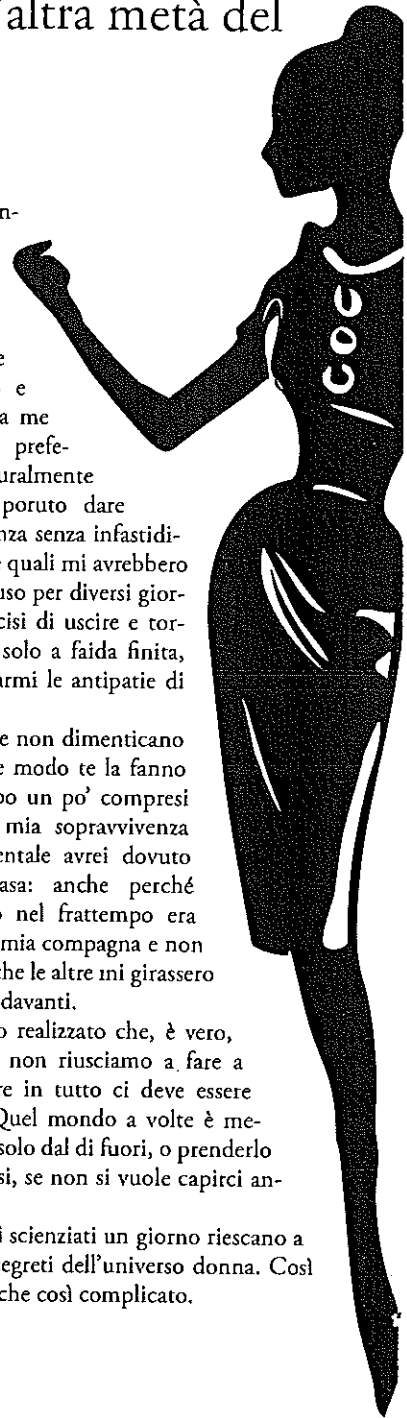 'altra metà del
n-
COC
e
e
a me
prefe-
uralmente
poruto dare
nza senza infastidi-
e quali mi avrebbero
uso per diversi gior-
cisi di uscire e tor-
solo a faida finita,
armi le antipatie di
e non dimenticano
e modo te la fanno
po un po' compresi
mia sopravvivenza
entale avrei dovuto
asa: anche perché
o nel frattempo era
mia compagna e non
che le altre mi girassero
davanti.
o realizzato che, è vero,
non riusciamo a fare a
re in tutto ci deve essere
Quel mondo a volte è me-
solo dal di fuori, o prenderlo
si, se non si vuole capirci an-
i scienziati un giorno riescano a
segreti dell'universo donna. Così
che così complicato.